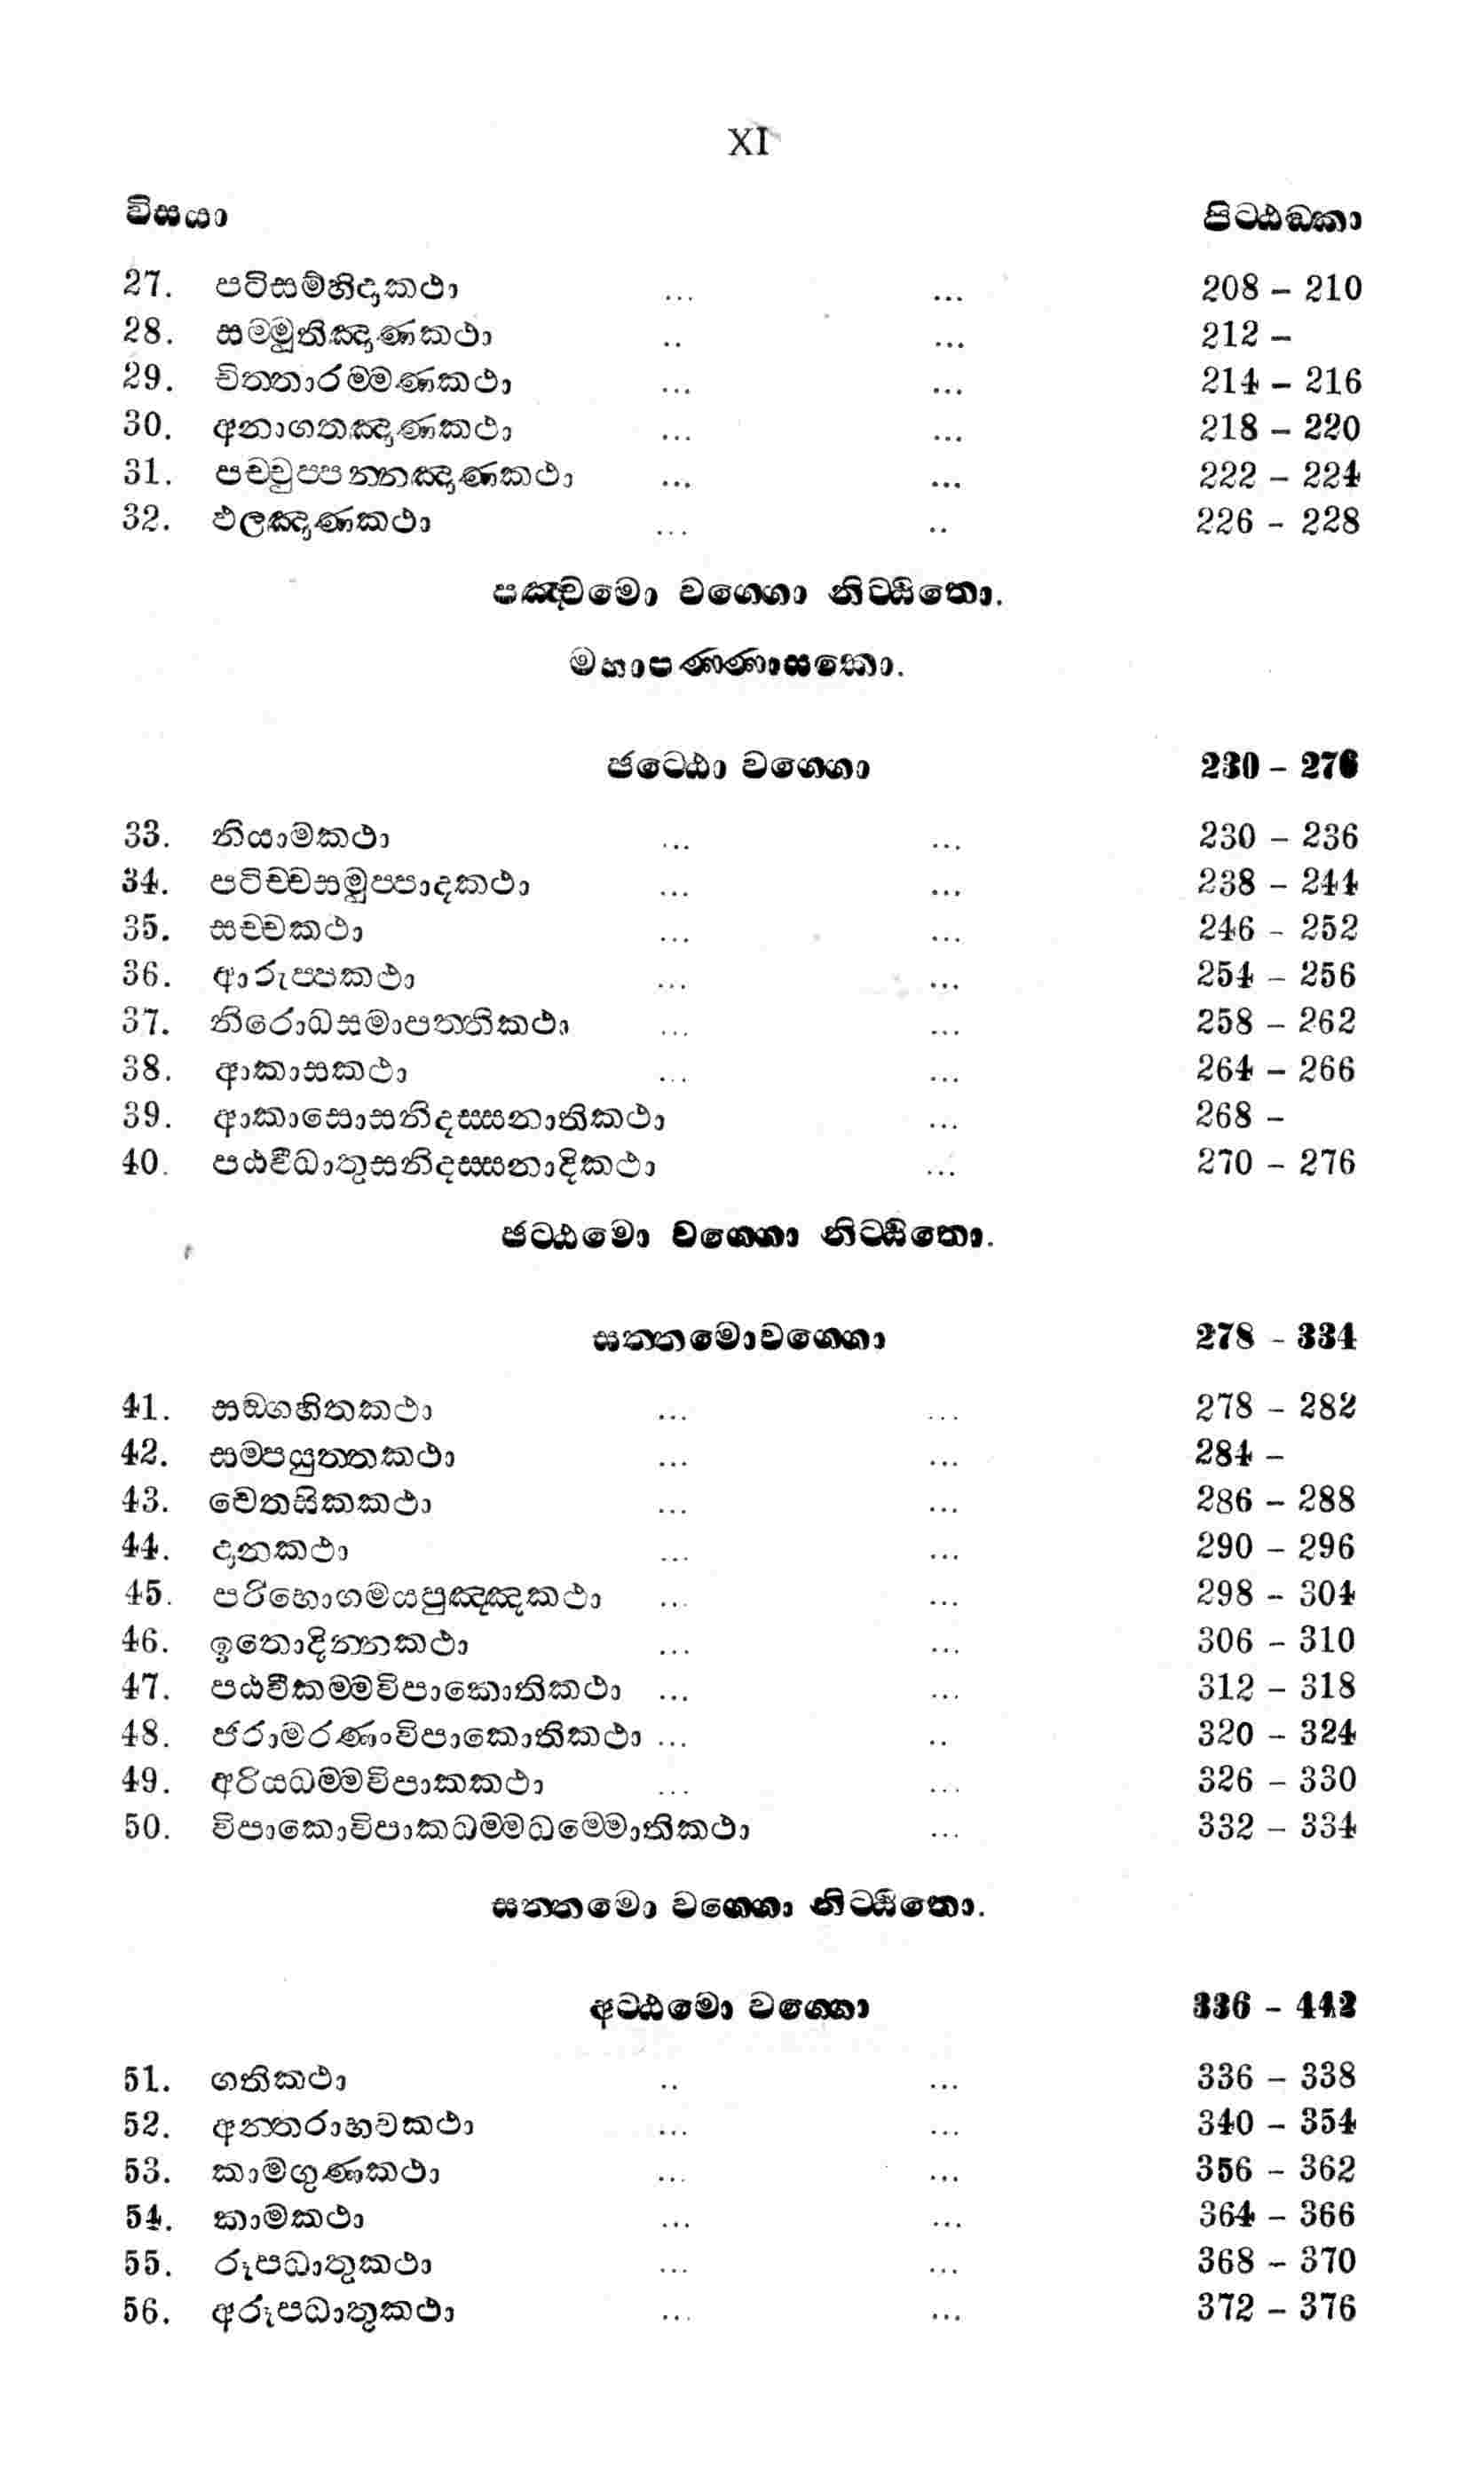 XI
විසයා පිට්ඨඞ්කා
27. පටිසම්භිදාකථා ... ... 208 – 210
28. සම්මුතිඤාණකථා .. ... 212 –
29. චිත්තාරම්මණකථා ... ... 214 – 216
30. අනාගතඤාණකථා ... ... 218 – 220
31. පච්චුප්පන්නඤාණකථා ... ... 222 – 224
32. ඵලඤාණකථා ... .. 226 – 228
පඤ්චමො වග්ගො නිට්ඨිතො.
මහාපණ්ණාසකො.
ඡට්ඨො වග්ගො 230 – 276
33. නියාමකථා ... ... 230 – 236
34. පටිච්චසමුප්පාදකථා ... ... 238 – 244
35. සච්චකථා ... ... 246 – 252
36. ආරුප්පකථා ... ... 254 – 256
37. නිරොධසමාපත්තිකථා ... ... 258 – 262
38. ආකාසකථා ... ... 264 – 266
39. ආකාසොසනිදස්සනාතිකථා ... 268 –
40. පඨවීධාතුසනිදස්සනාදිකථා ... 270 – 276
ඡට්ඨමො වග්ගො නිට්ඨිතො.
සත්තමොවග්ගො 278 – 334
41. සඞ්ගහිතකථා ... ... 278 – 282
42. සම්පයුත්තකථා ... ... 284 –
43. චෙතසිකකථා ... ... 286 – 288
44. දානකථා ... ... 290 – 296
45. පරිභොගමයපුඤ්ඤකථා ... ... 298 – 304
46. ඉතොදින්නකථා ... ... 306 – 310
47. පඨවීකම්මවිපාකොතිකථා ... ... 312 – 318
48. ජරාමරණංවිපාකොතිකථා ... .. 320 – 324
49. අරියධම්මවිපාකකථා ... ... 326 – 330
50. විපාකොවිපාකධම්මධම්මොතිකථා ... 332 – 334
සත්තමො වග්ගො නිට්ඨිතො.
අට්ඨමො වග්ගො 336 – 442
51. ගතිකථා .. ... 336 – 338
52. අන්තරාභවකථා ... ... 340 – 354
53. කාමගුණකථා ... ... 356 – 362
54. කාමකථා ... ... 364 – 366
55. රූපධාතුකථා ... ... 368 – 370
56. අරූපධාතුකථා ... ... 372 – 376